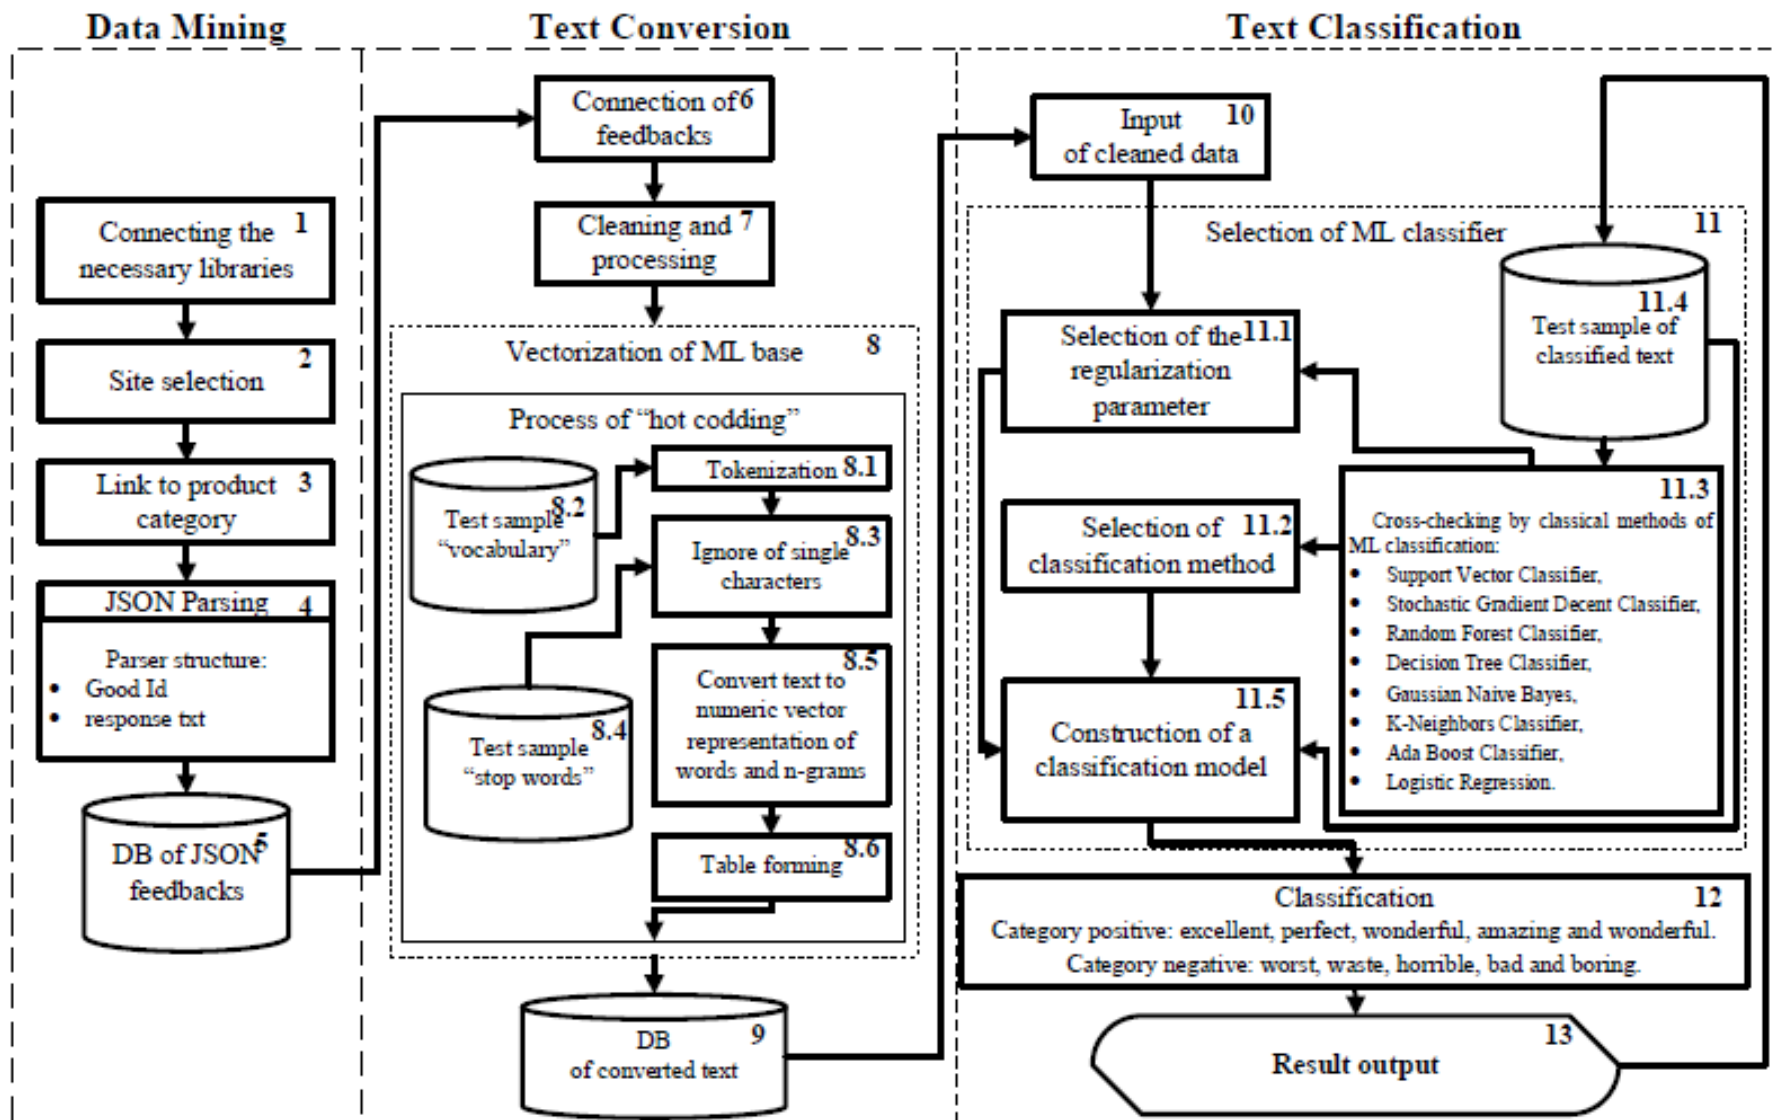 Data Mining
Text Conversion
Text Classification
1
Connecting the
necessary libraries
2
Site selection
Link to product 3
category
JSON Parsing 4
Parser structure:
• Good Id
• response txt
5
DB of JSON
feedbacks
Connection of 6
feedbacks
Cleaning and 7
processing
Vectorization of ML base 8
Process of “hot codding”
Tokenization 8.1
8.2
Test sample
“vocabulary”
8.3
Ignore of single
characters
8.4
Test sample
“stop words”
8.5
Convert text to
numeric vector
representation of
words and n-grams
8.6
Table forming
DB 9
of converted text
Input 10
of cleaned data
11
Selection of ML classifier
Selection of the 11.1
regularization
parameter
Selection of 11.2
classification method
11.4
Test sample of
classified text
11.3
Cross-checking by classical methods of
ML classification:
• Support Vector Classifier,
• Stochastic Gradient Decent Classifier,
• Random Forest Classifier,
• Decision Tree Classifier,
• Gaussian Naive Bayes,
• K-Neighbors Classifier,
• Ada Boost Classifier,
• Logistic Regression.
11.5
Construction of a
classification model
Classification 12
Category positive: excellent, perfect, wonderful, amazing and wonderful.
Category negative: worst, waste, horrible, bad and boring.
13
Result output